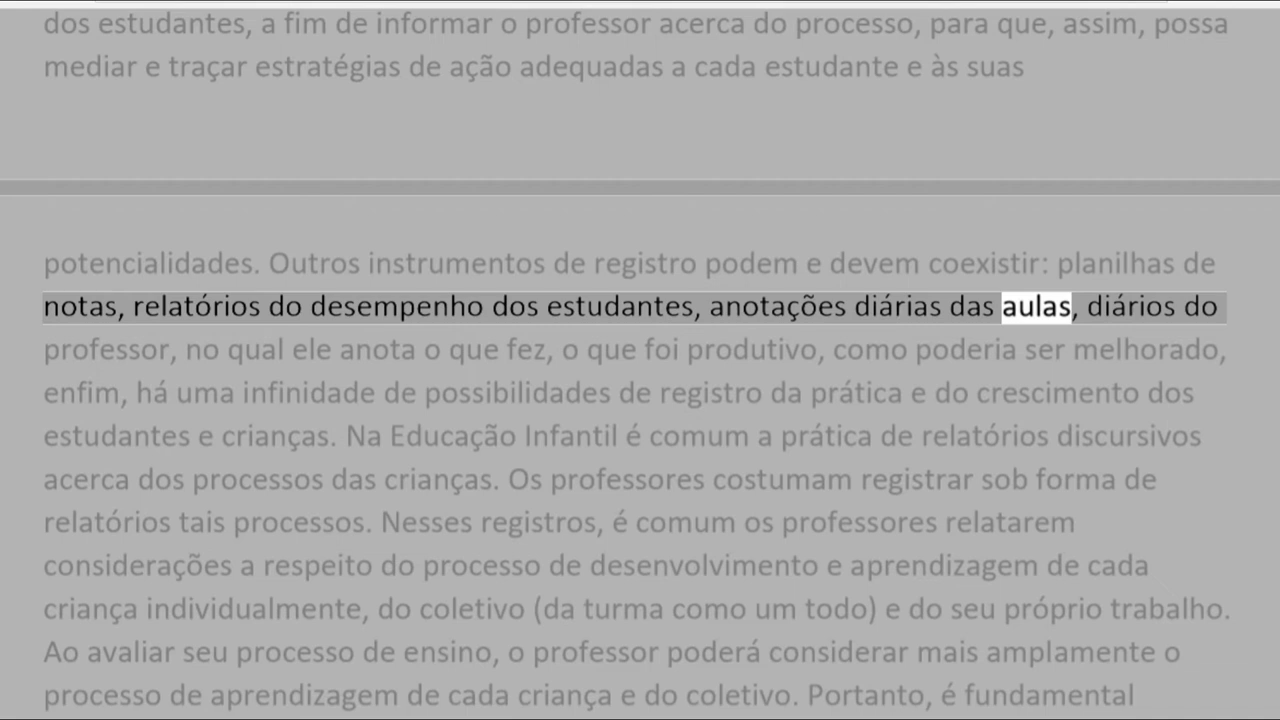 dos estudantes, a fim de informar o professor acerca do processo, para que, assim, possa
mediar e traçar estratégias de ação adequadas a cada estudante e às suas
potencialidades. Outros instrumentos de registro podem e devem coexistir: planilhas de
notas, relatórios do desempenho dos estudantes, anotações diárias das aulas, diários do
professor, no qual ele anota o que fez, o que foi produtivo, como poderia ser melhorado,
enfim, há uma infinidade de possibilidades de registro da prática e do crescimento dos
estudantes e crianças. Na Educação Infantil é comum a prática de relatórios discursivos
acerca dos processos das crianças. Os professores costumam registrar sob forma de
relatórios tais processos. Nesses registros, é comum os professores relatarem
considerações a respeito do processo de desenvolvimento e aprendizagem de cada
criança individualmente, do coletivo (da turma como um todo) e do seu próprio trabalho.
Ao avaliar seu processo de ensino, o professor poderá considerar mais amplamente o
processo de aprendizagem de cada criança e do coletivo. Portanto, é fundamental